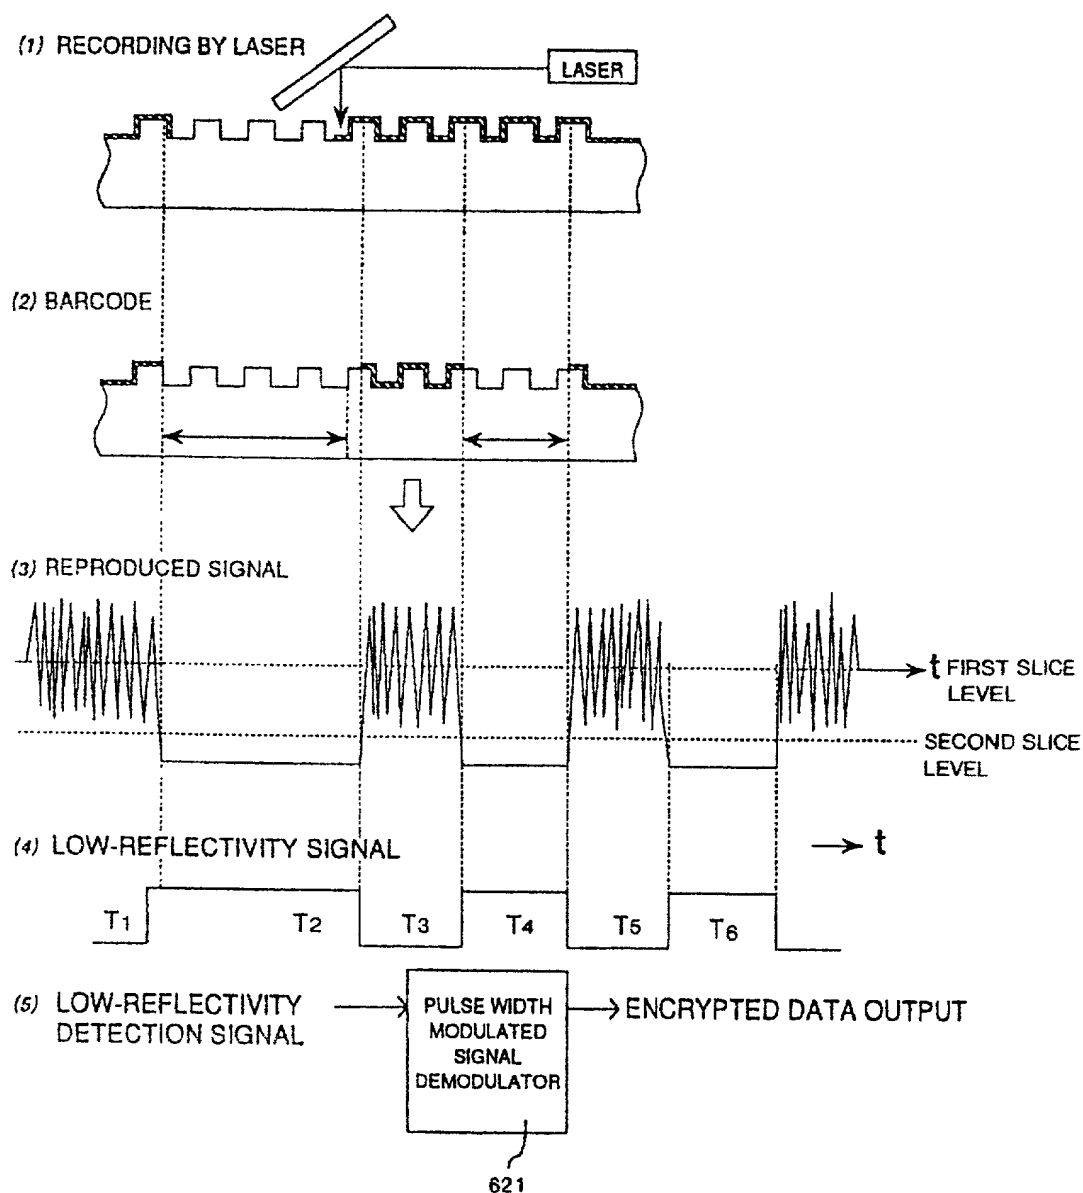 (1) RECORDING BY LASER
LASER
(2) BARCODE
(3) REPRODUCED SIGNAL
t FIRST SLICE
LEVEL
SECOND SLICE
LEVEL
(4) LOW-REFLECTIVITY SIGNAL
t
T1 T2 T3 T4 T5 T6
(5) LOW-REFLECTIVITY
DETECTION SIGNAL
PULSE WIDTH
MODULATED
SIGNAL
DEMODULATOR
ENCRYPTED DATA OUTPUT
621